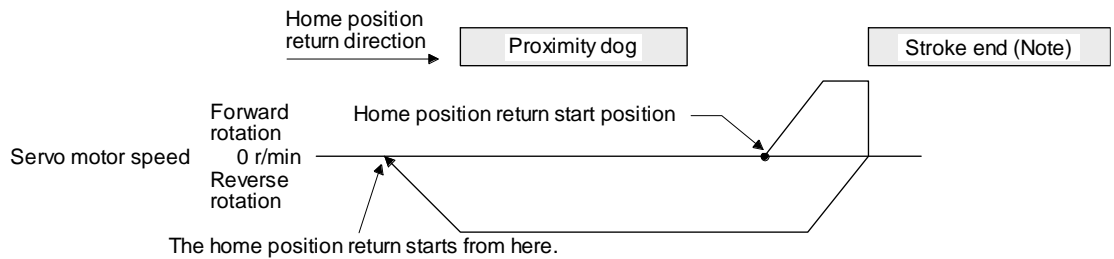 Home position
return direction
Proximity dog
Stroke end (Note)
Forward
rotation
Home position return start position
Servo motor speed 0 r/min
Reverse
rotation
The home position return starts from here.